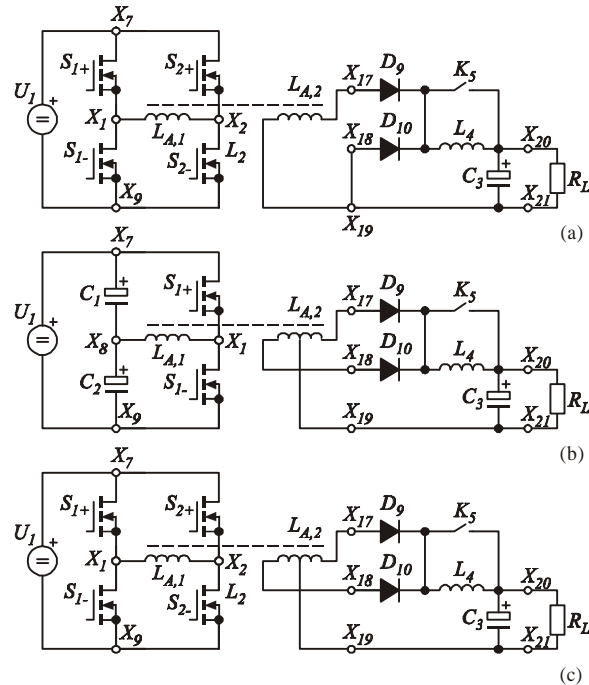 X7
S1+
S2+
U1
+
=
X1
LA,1
X2
S1-
S2-
L2
X9
LA,2
X17
D9
K5
X18
D10
L4
X20
+
C3
RL
X21
X19
(a)
X7
+
C1
S1+
U1
+
=
X8
LA,1
X1
+
C2
S1-
X9
LA,2
X17
D9
K5
X18
D10
L4
X20
+
C3
RL
X21
X19
(b)
X7
S1+
S2+
U1
+
=
X1
LA,1
X2
S1-
S2-
L2
X9
LA,2
X17
D9
K5
X18
D10
L4
X20
+
C3
RL
X21
X19
(c)